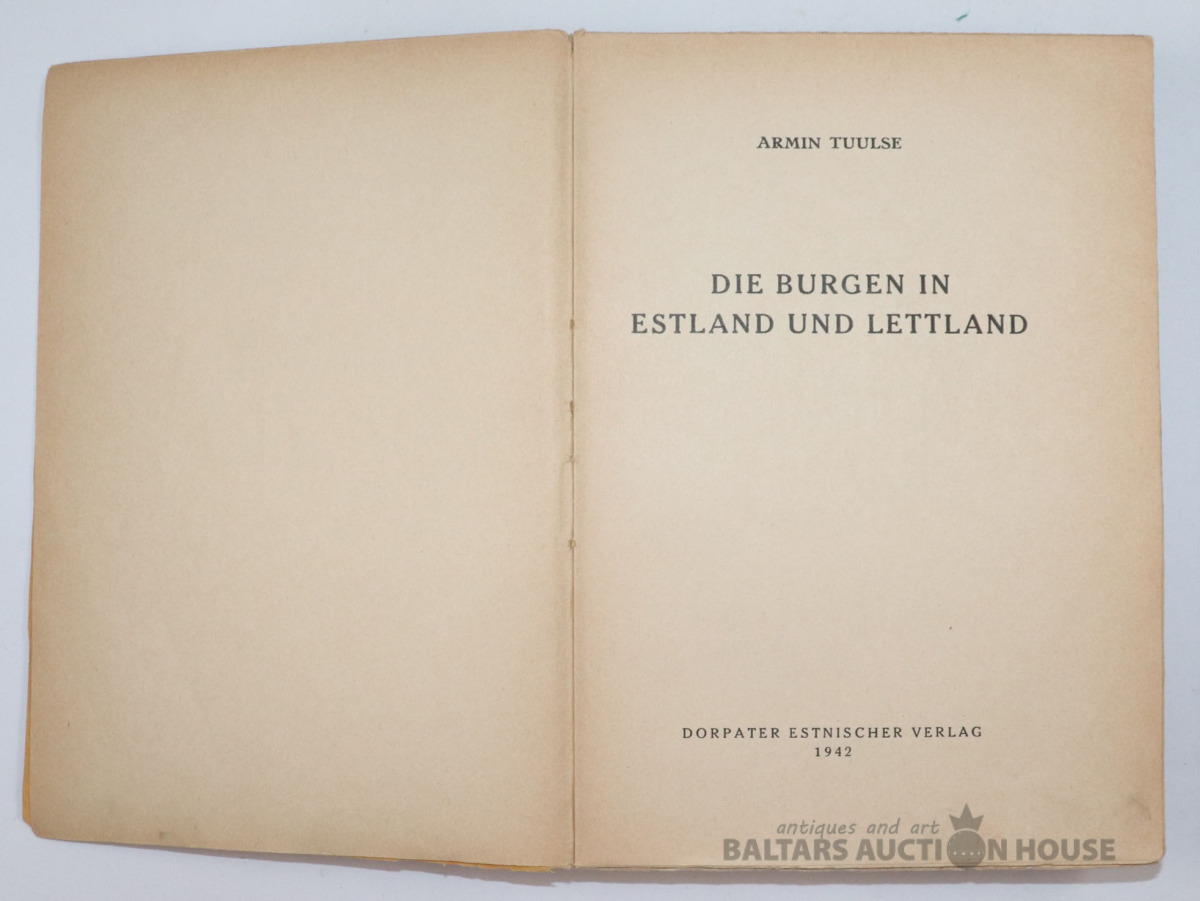 ARMIN TUULSE
DIE BURGEN IN
ESTLAND UND LETTLAND
DORPATER ESTNISCHER VERLAG
1942
antiques and art
BALTARS AUCTION HOUSE